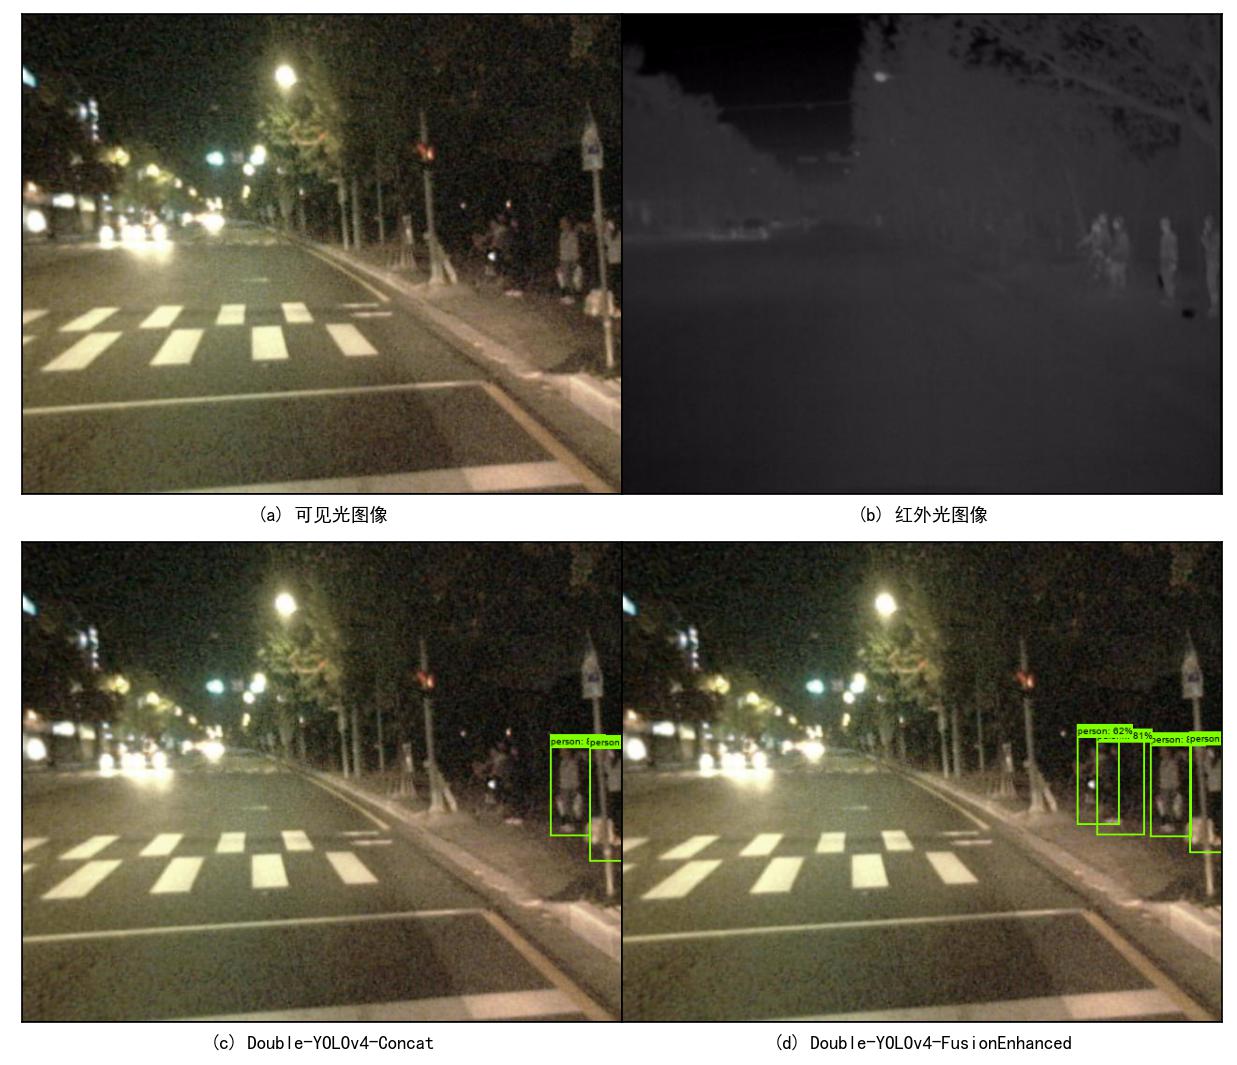 (a) 可见光图像
(b) 红外光图像
person:
person
person: 62%
81%
person:
person
(c) Double-YOLOv4-Concat
(d) Double-YOLOv4-FusionEnhanced